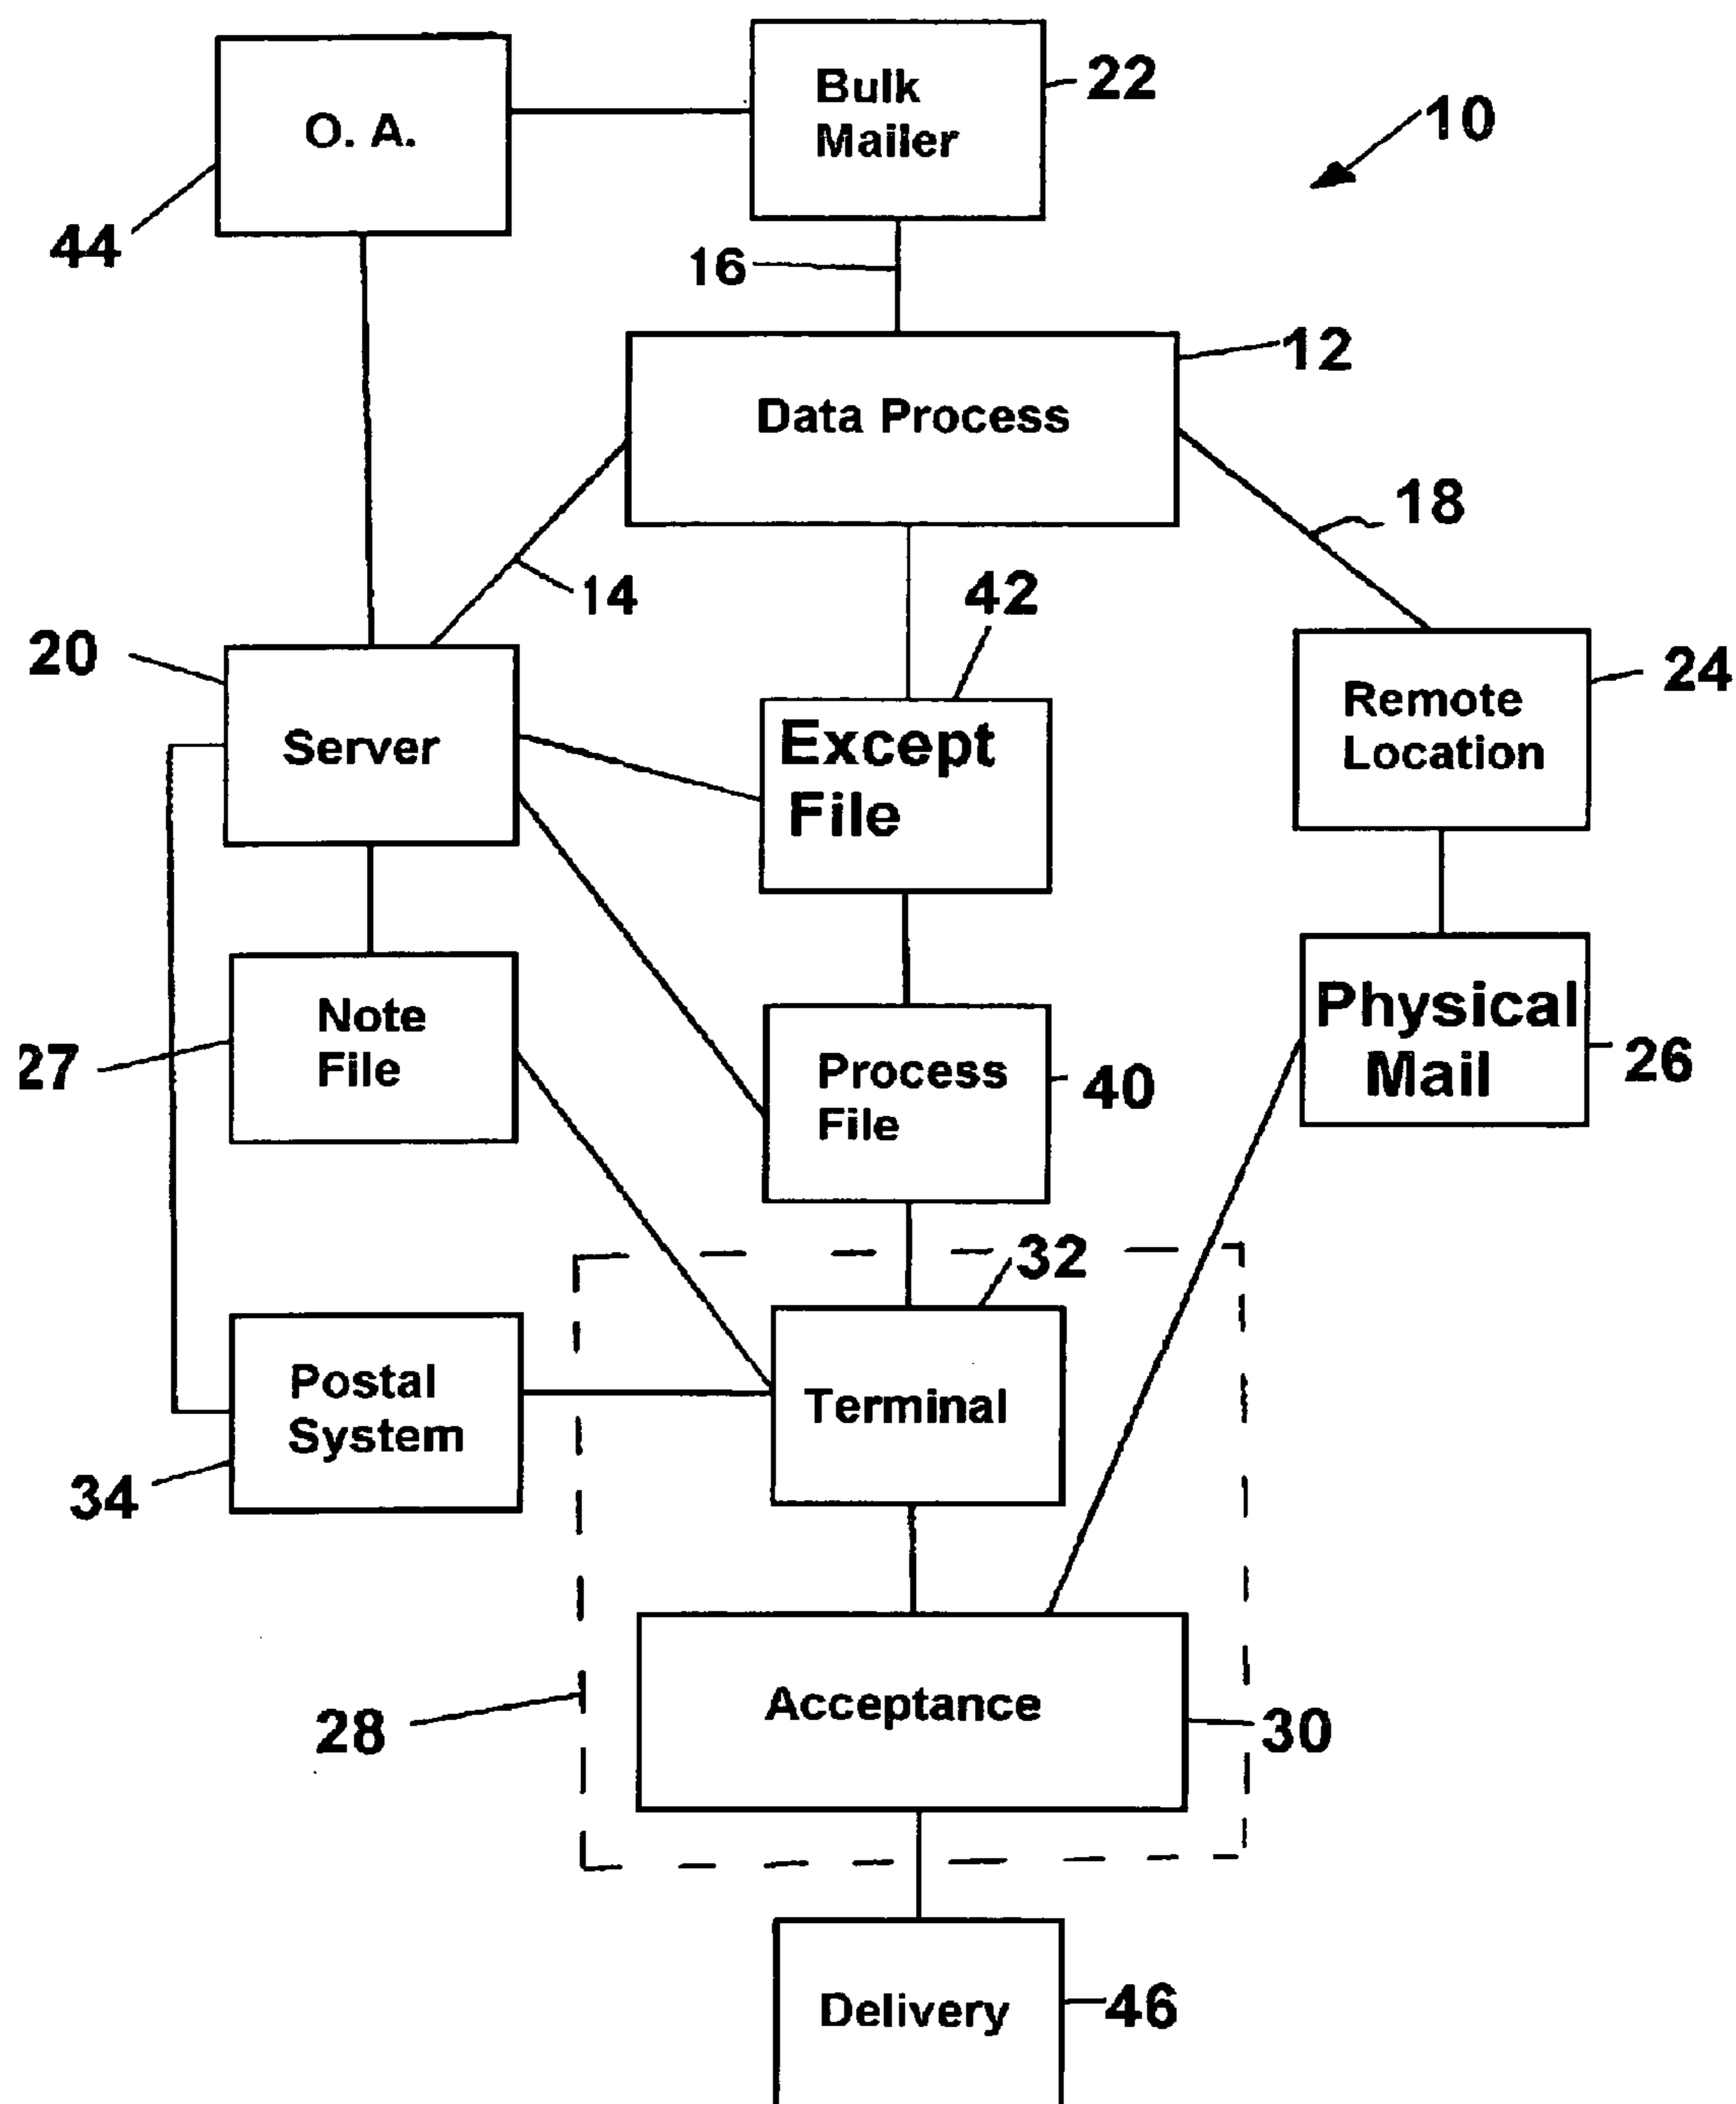 22
Bulk
Mailer
O. A.
10
44
16
12
Data Process
18
14
42
20
24
Remote
Location
Except
File
Server
Physical
Mail
26
Note
File
27
Process
File
40
32
Postal
System
Terminal
34
28
Acceptance
30
Delivery
46